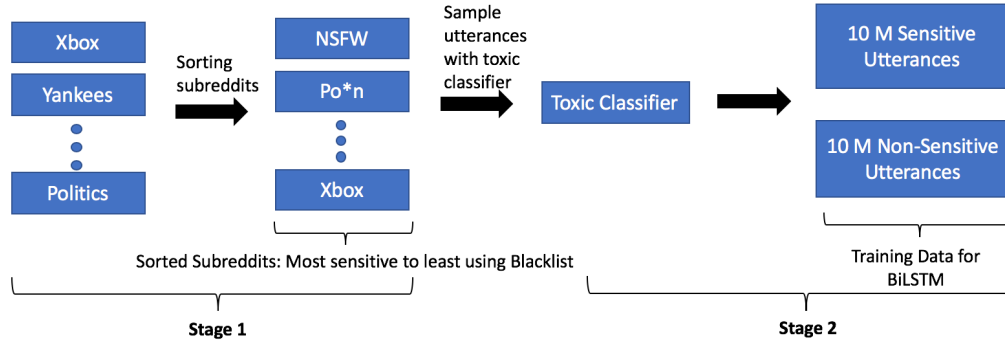 Xbox
Yankees
Politics
Sorting
subreddits
NSFW
Po*n
Xbox
Sample
utterances
with toxic
classifier
Toxic Classifier
10 M Sensitive
Utterances
10 M Non-Sensitive
Utterances
Sorted Subreddits: Most sensitive to least using Blacklist
Training Data for
BiLSTM
Stage 1
Stage 2